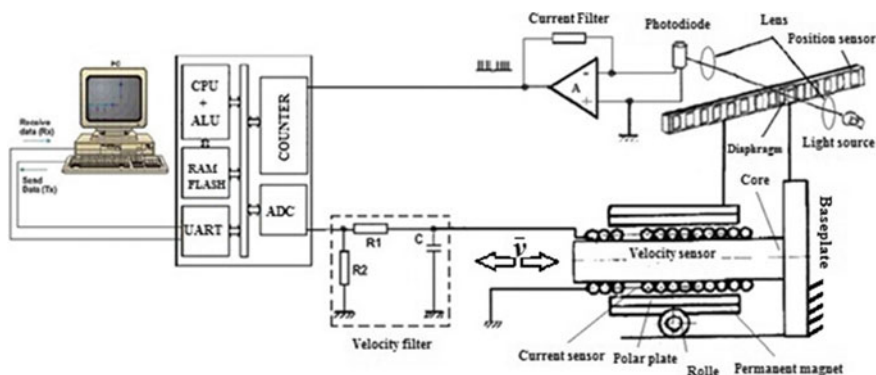 Current Filter
Photodiode
Lens
Position sensor
PC
CPU
+
ALU
COUNTER
A
-
+
Receive
data (Rx)
Send
Data (Tx)
RAM
FLASH
UART
ADC
Diaphragm
Light source
Core
Baseplate
R1
R2
C
v̄
Velocity sensor
Velocity filter
Current sensor
Polar plate
Rolle
Permanent magnet